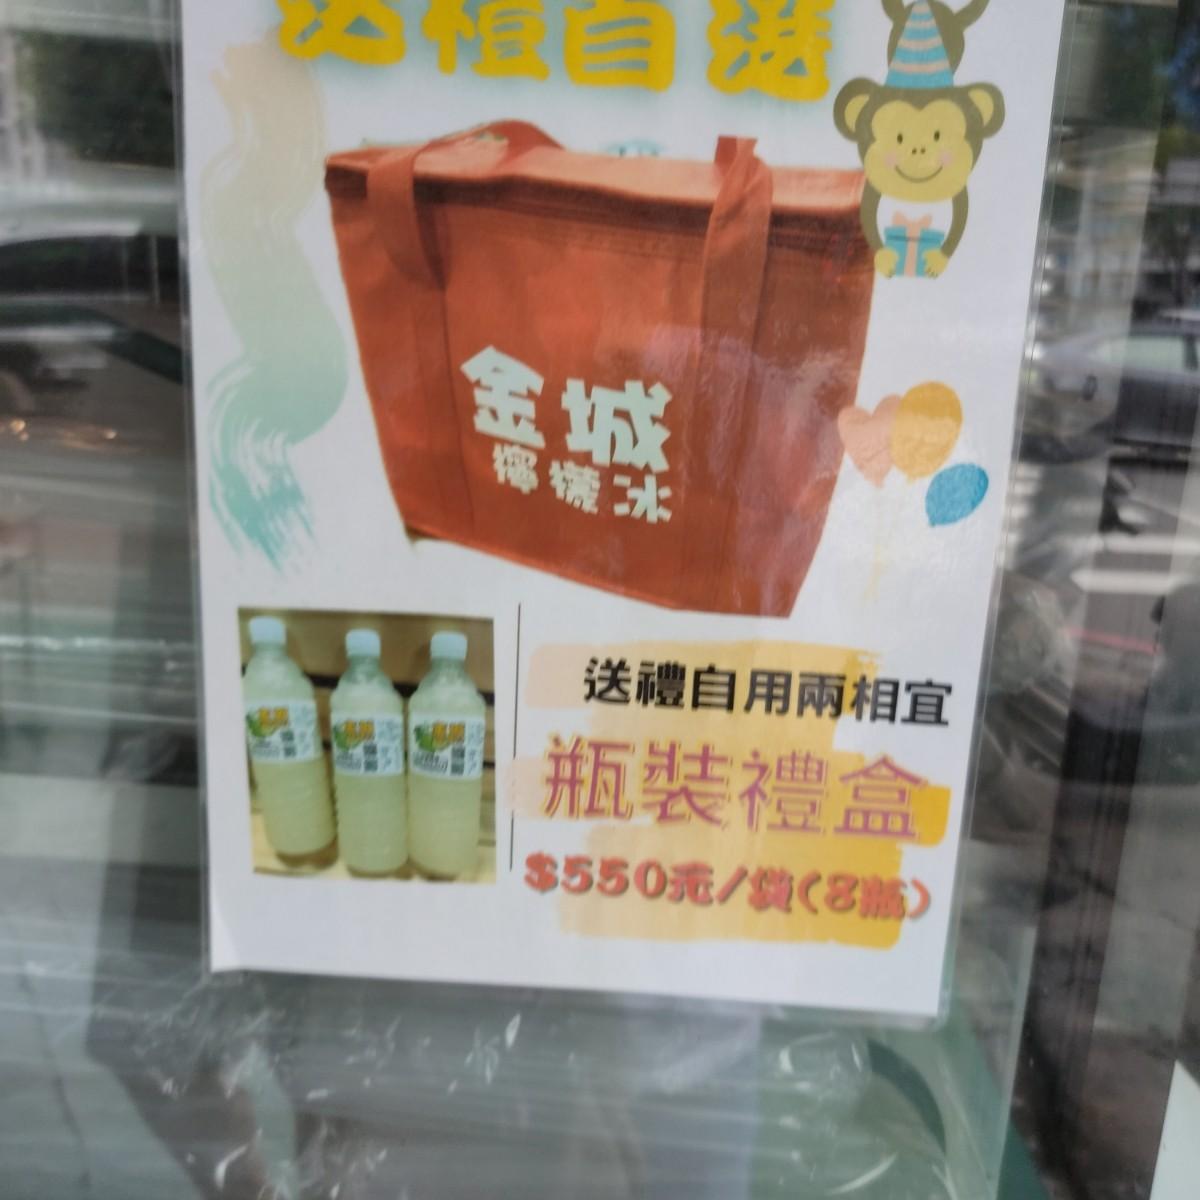 送禮自選
金城
檸檬冰
送禮自用兩相宜
瓶裝禮盒
$550元/袋(8瓶)